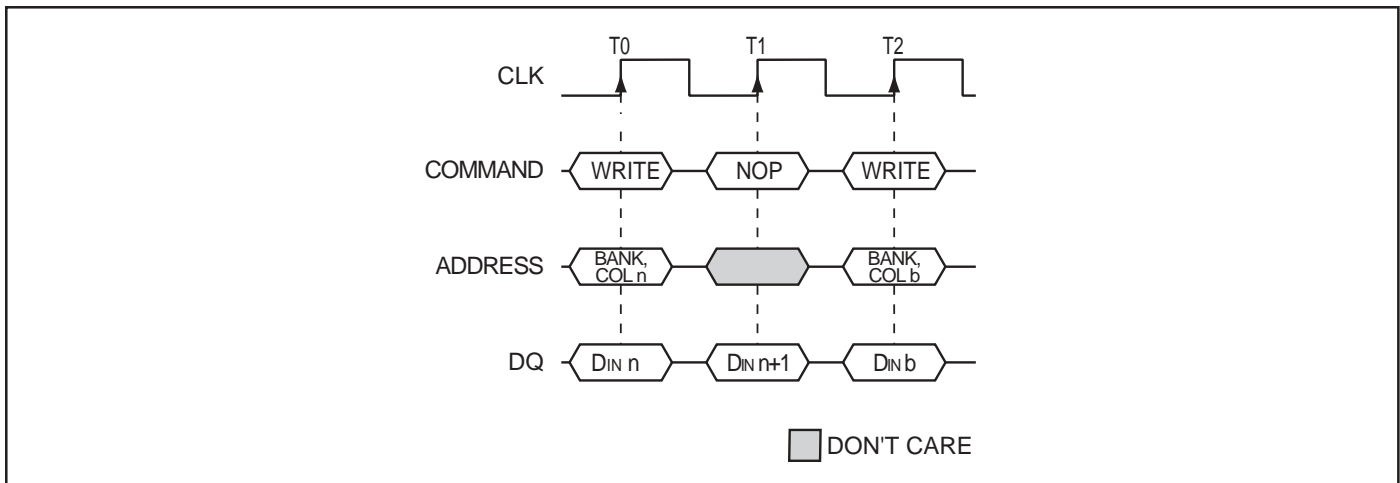 T0 T1 T2
CLK
COMMAND WRITE NOP WRITE
ADDRESS BANK, COL n BANK, COL b
DQ DIN n DIN n+1 DIN b
DON'T CARE